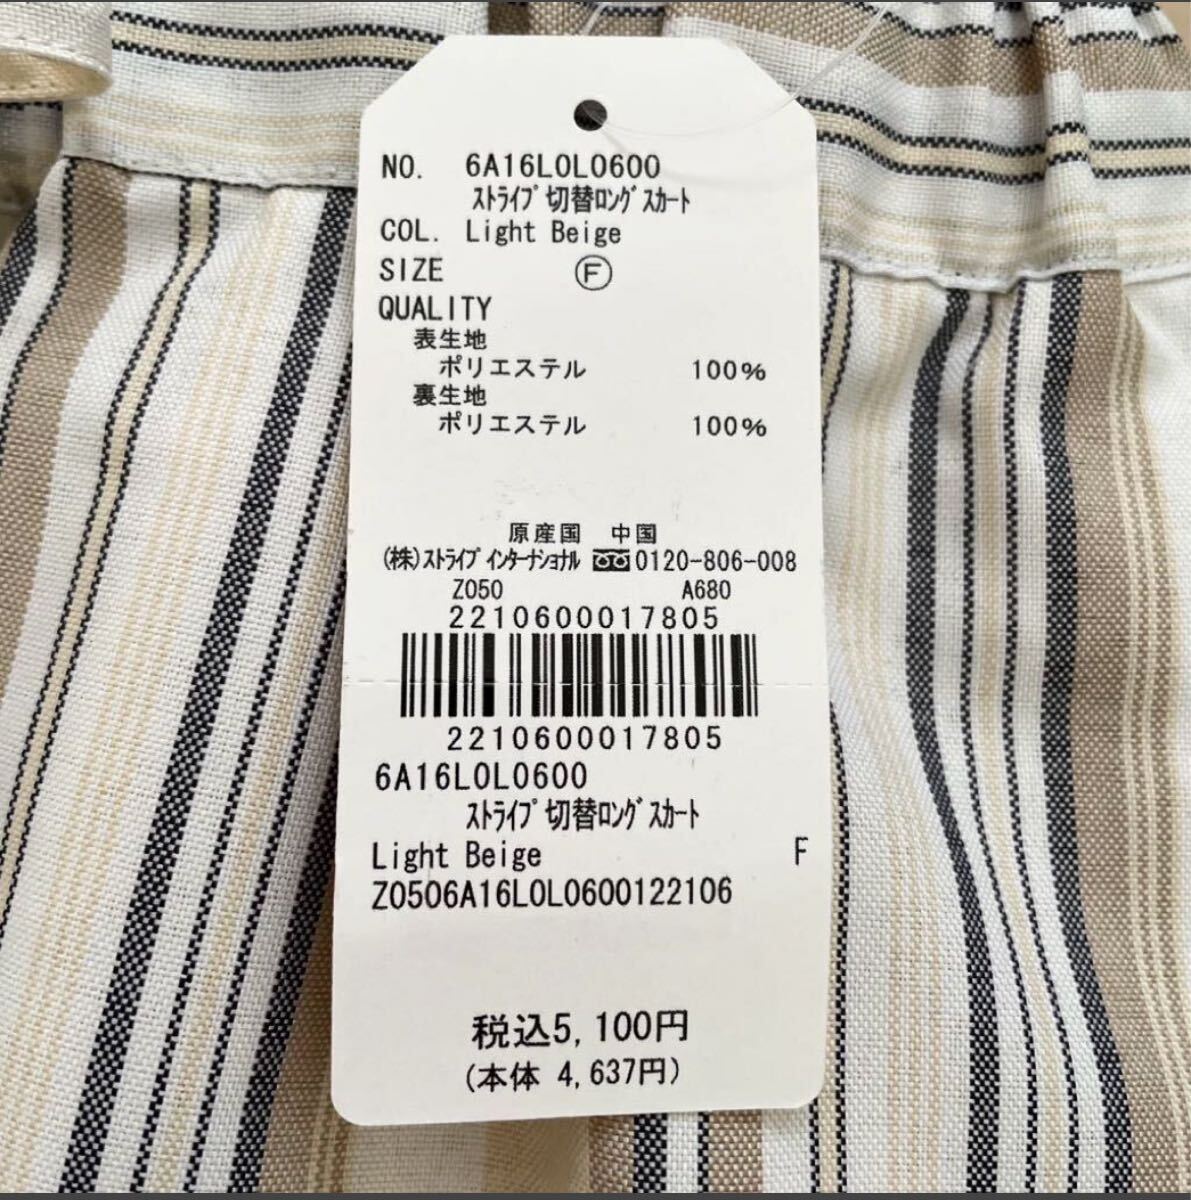 NO. 6A16L0L0600
ｽﾄﾗｲﾌﾟ切替ﾛﾝｸﾞｽｶｰﾄ
COL. Light Beige
SIZE Ⓕ
QUALITY
表生地
ポリエステル 100%
裏生地
ポリエステル 100%
原産国 中国
(株)ｽﾄﾗｲﾌﾟｲﾝﾀｰﾅｼｮﾅﾙ 0120-806-008
Z050 A680
2210600017805
2210600017805
6A16L0L0600
ｽﾄﾗｲﾌﾟ切替ﾛﾝｸﾞｽｶｰﾄ
Light Beige F
Z0506A16L0L0600122106
税込5,100円
(本体 4,637円)